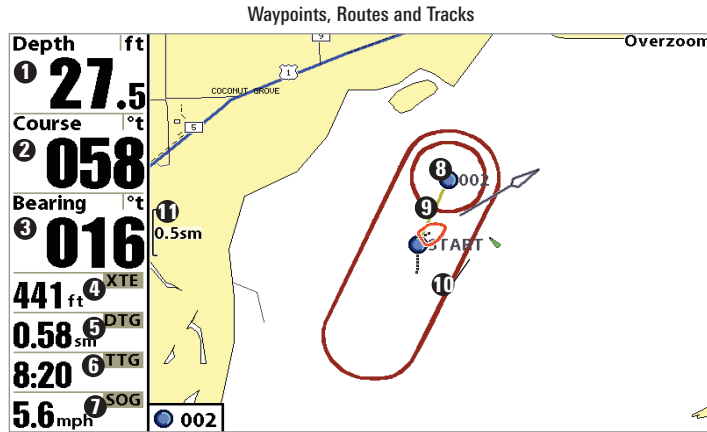 Waypoints, Routes and Tracks
Depth ft
1 27.5
Course °t
2 058
Bearing °t
3 016
441 ft 4 XTE
0.58 sm 5 DTG
8:20 6 TTG
5.6 mph 7 SOG
Overzoom
9
1
COCONUT GROVE
5
11
0.5sm
8 002
9
START
10
002